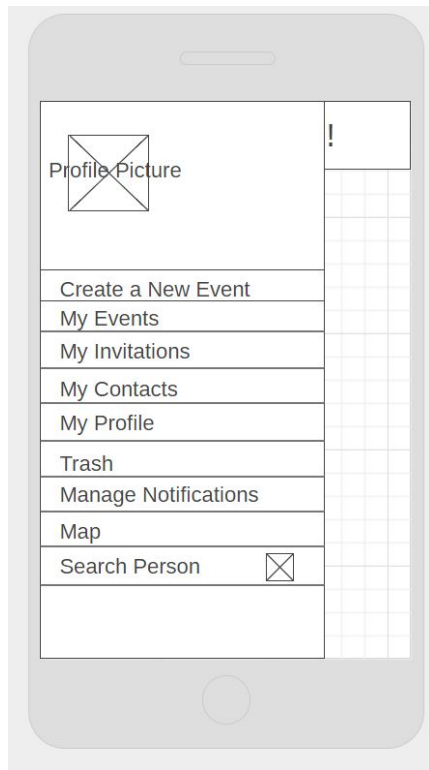 !
Profile Picture
Create a New Event
My Events
My Invitations
My Contacts
My Profile
Trash
Manage Notifications
Map
Search Person